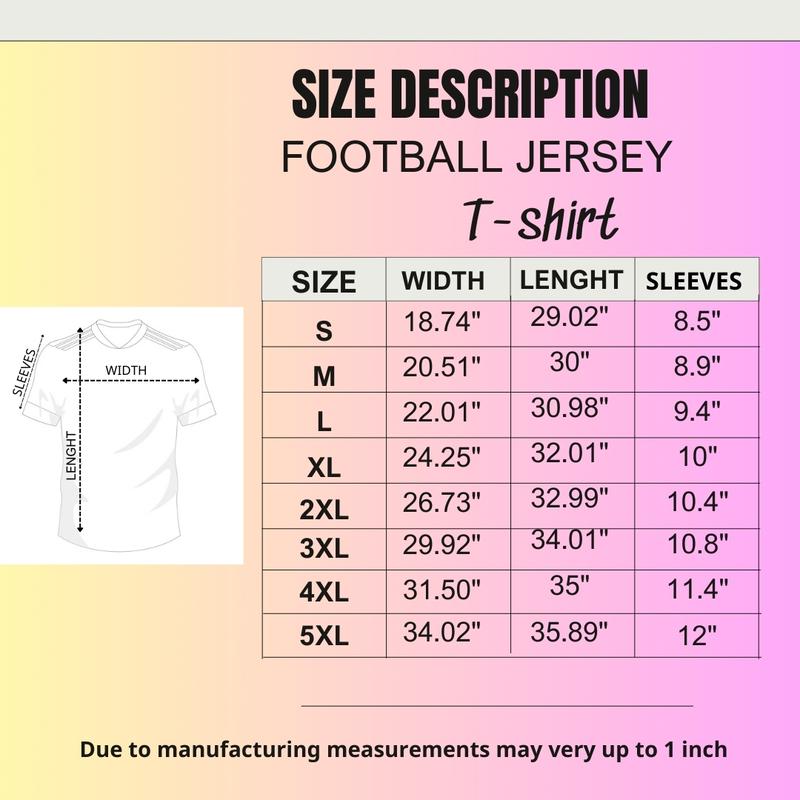 SIZE DESCRIPTION
FOOTBALL JERSEY
T-shirt
SIZE WIDTH LENGHT SLEEVES
S 18.74" 29.02" 8.5"
M 20.51" 30" 8.9"
L 22.01" 30.98" 9.4"
XL 24.25" 32.01" 10"
2XL 26.73" 32.99" 10.4"
3XL 29.92" 34.01" 10.8"
4XL 31.50" 35" 11.4"
5XL 34.02" 35.89" 12"
SLEEVES
WIDTH
LENGHT
Due to manufacturing measurements may very up to 1 inch